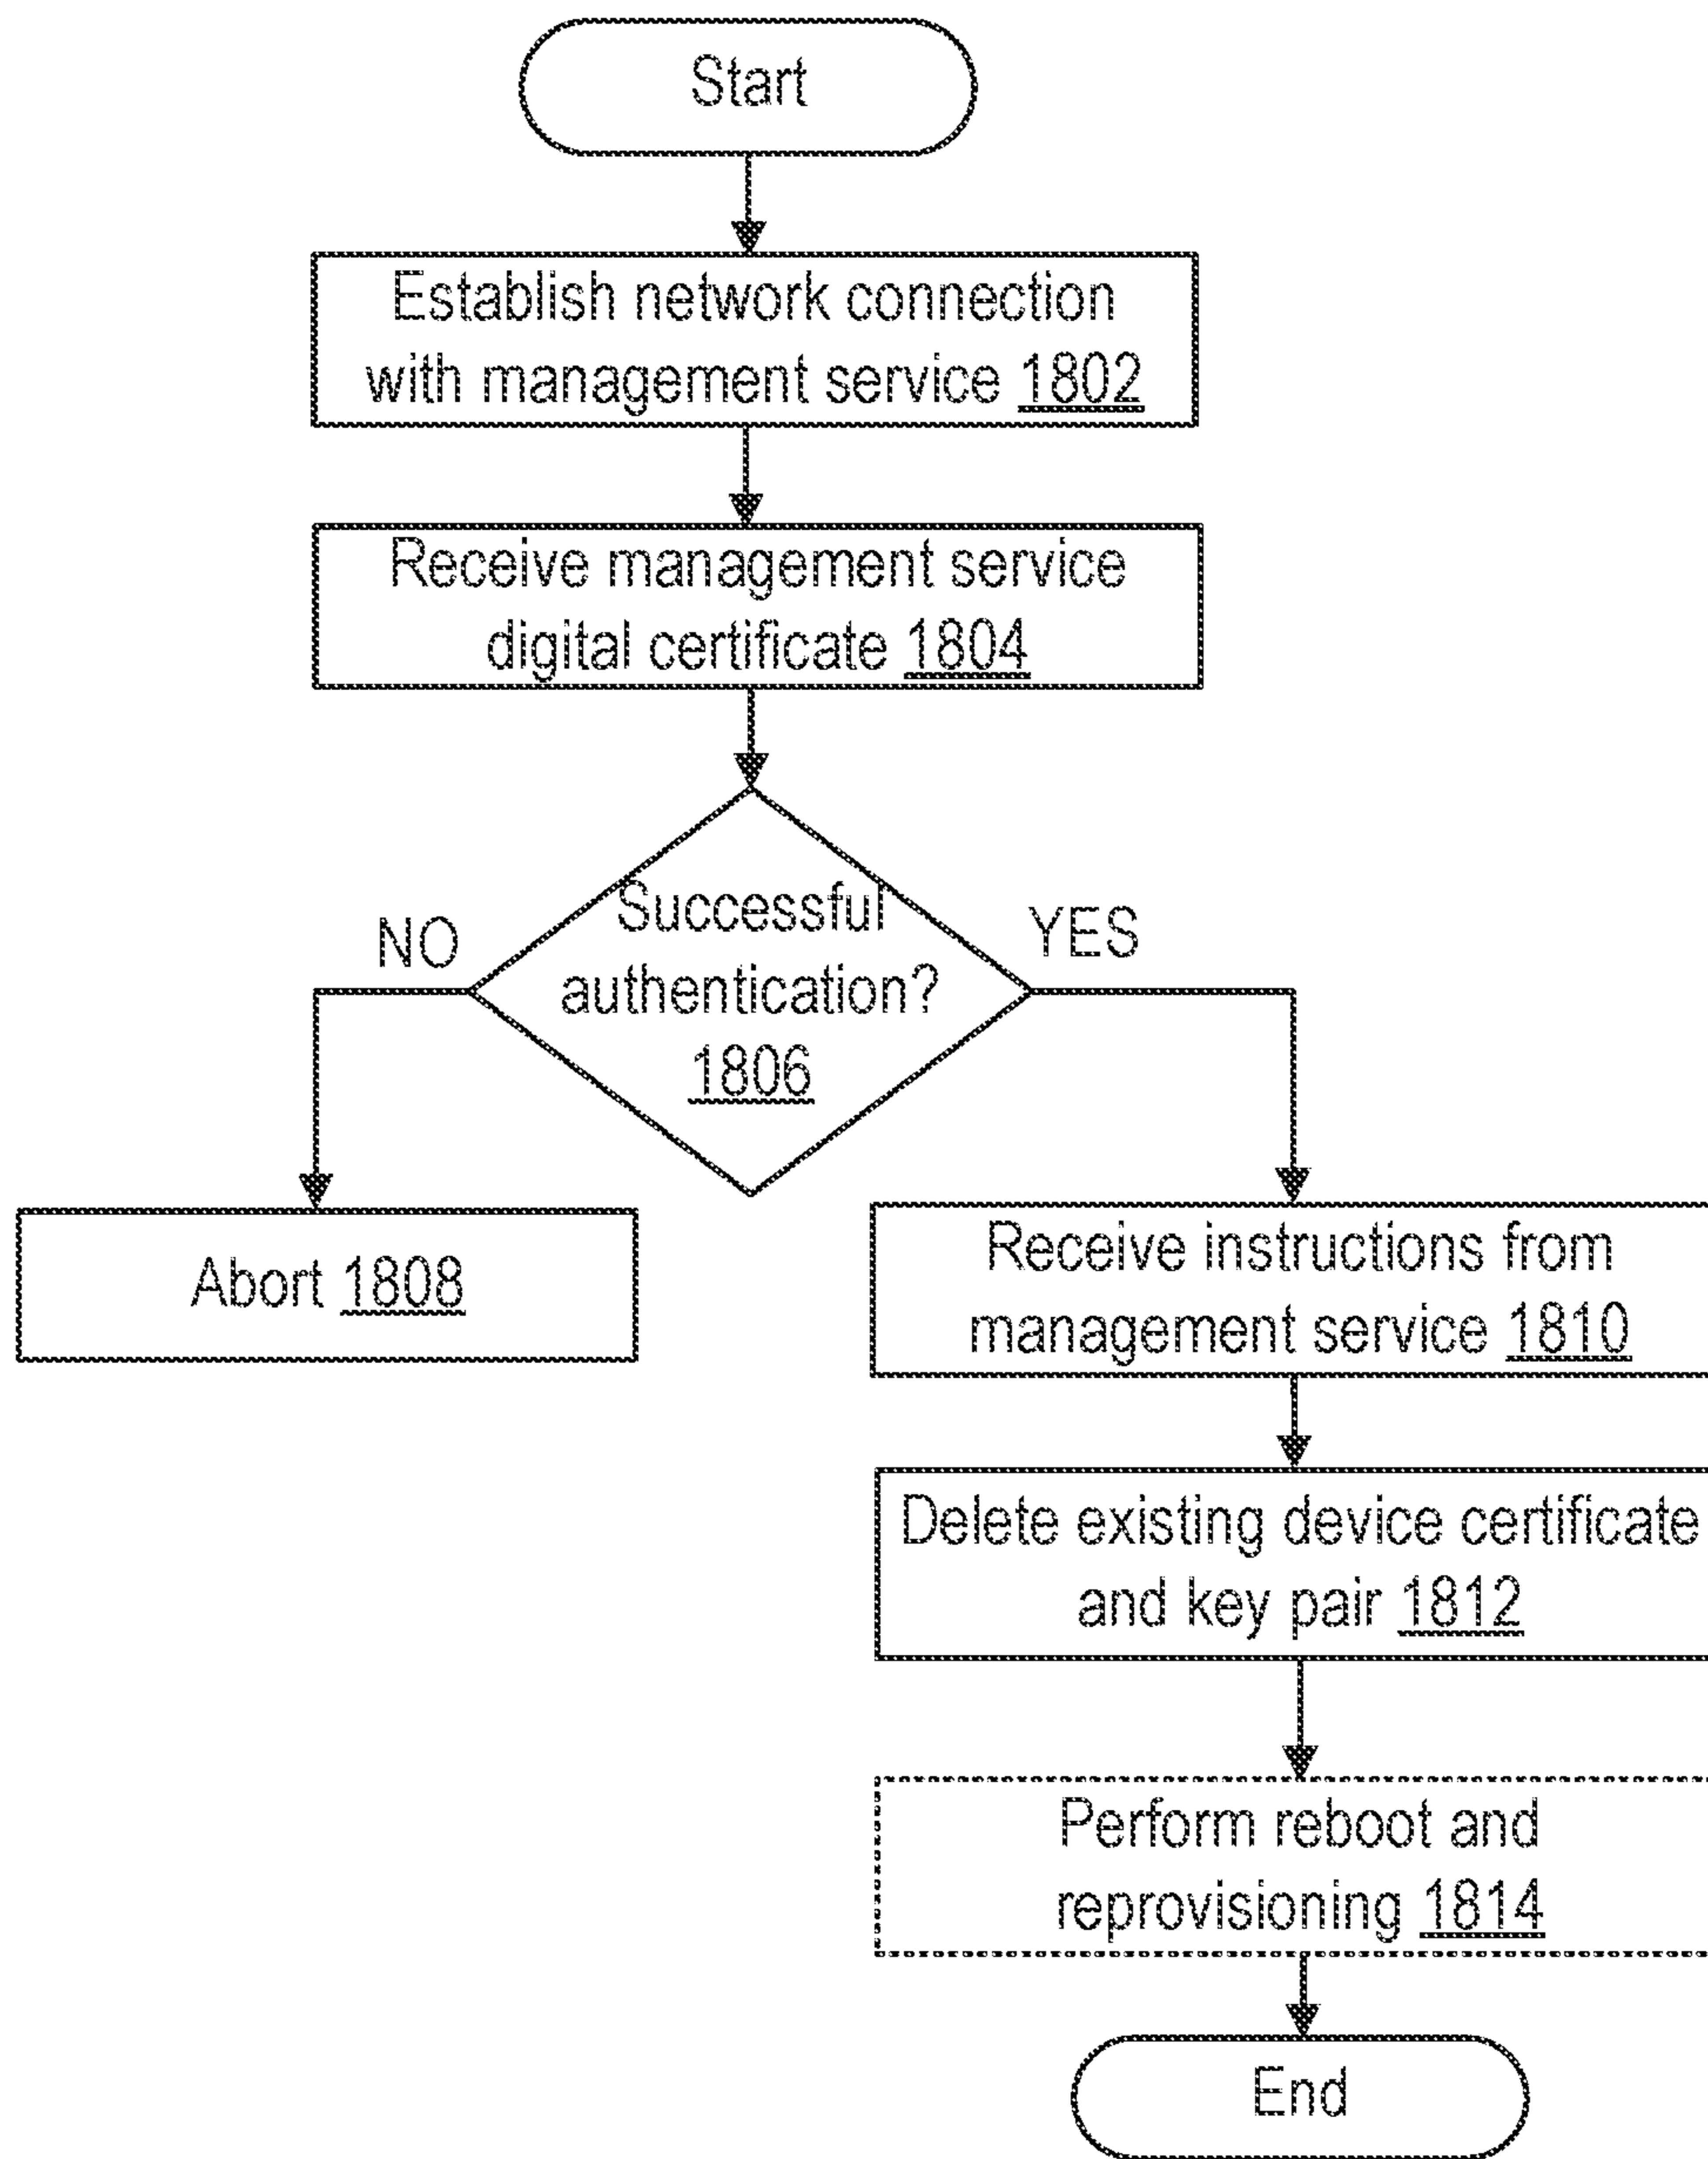 Start
Establish network connection
with management service 1802
Receive management service
digital certificate 1804
Successful
authentication?
1806
NO
YES
Abort 1808
Receive instructions from
management service 1810
Delete existing device certificate
and key pair 1812
Perform reboot and
reprovisioning 1814
End